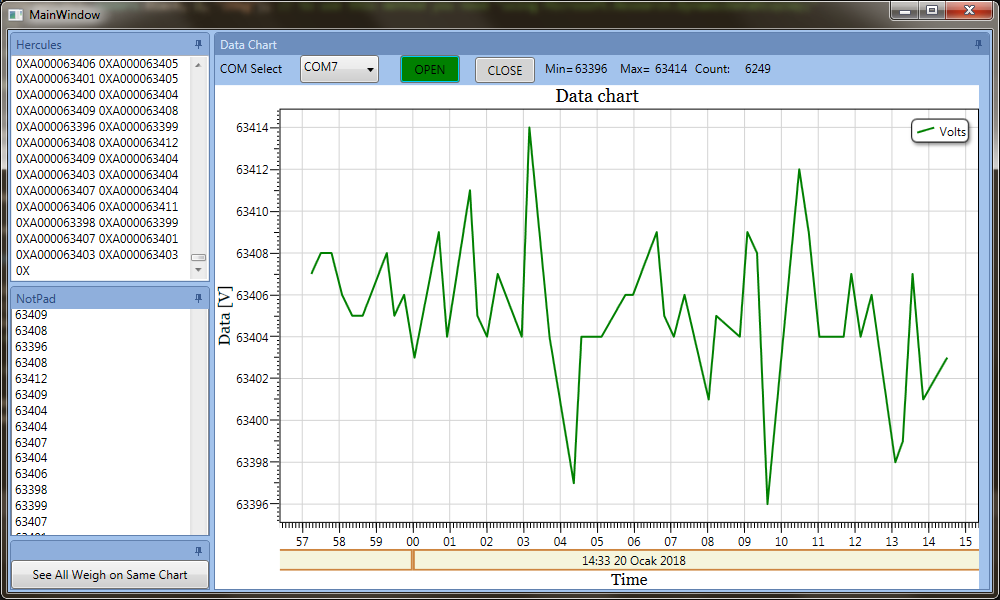 MainWindow
Hercules
0XA000063406 0XA000063405
0XA000063401 0XA000063405
0XA000063400 0XA000063404
0XA000063409 0XA000063408
0XA000063396 0XA000063399
0XA000063408 0XA000063412
0XA000063409 0XA000063404
0XA000063403 0XA000063404
0XA000063407 0XA000063404
0XA000063406 0XA000063411
0XA000063398 0XA000063399
0XA000063407 0XA000063401
0XA000063403 0XA000063403
0X
NotPad
63409
63408
63396
63408
63412
63409
63404
63404
63407
63404
63406
63398
63399
63407
See All Weigh on Same Chart
Data Chart
COM Select COM7 OPEN CLOSE Min= 63396 Max= 63414 Count: 6249
Data chart
Volts
Data [V]
63414
63412
63410
63408
63406
63404
63402
63400
63398
63396
57 58 59 00 01 02 03 04 05 06 07 08 09 10 11 12 13 14 15
14:33 20 Ocak 2018
Time